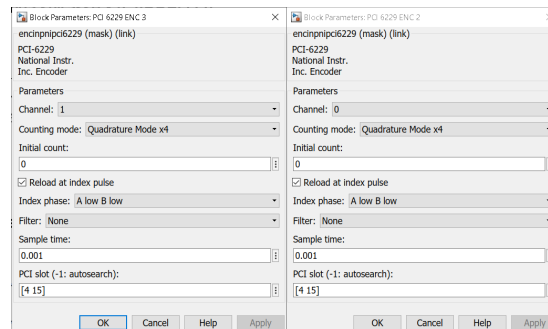 Block Parameters: PCI 6229 ENC 3
encinpnipci6229 (mask) (link)
PCI-6229
National Instr.
Inc. Encoder
Parameters
Channel: 1
Counting mode: Quadrature Mode x4
Initial count:
0
Reload at index pulse
Index phase: A low B low
Filter: None
Sample time:
0.001
PCI slot (-1: autosearch):
[4 15]
OK Cancel Help Apply
Block Parameters: PCI 6229 ENC 2
encinpnipci6229 (mask) (link)
PCI-6229
National Instr.
Inc. Encoder
Parameters
Channel: 0
Counting mode: Quadrature Mode x4
Initial count:
0
Reload at index pulse
Index phase: A low B low
Filter: None
Sample time:
0.001
PCI slot (-1: autosearch):
[4 15]
OK Cancel Help Apply